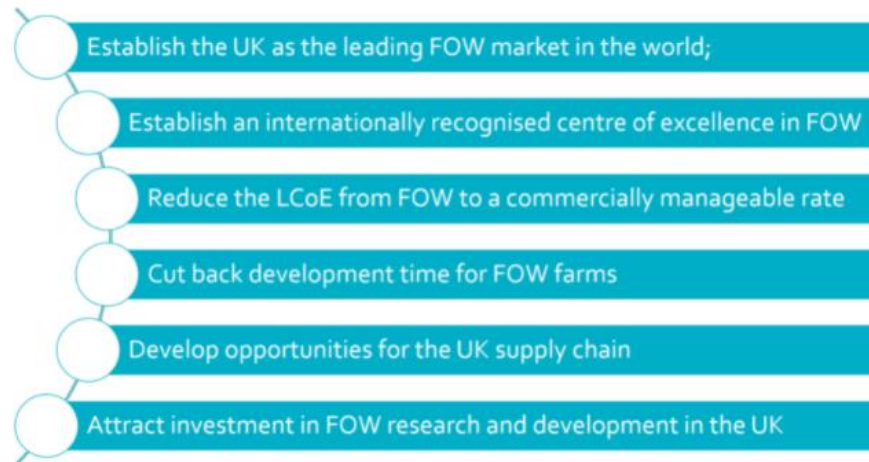 Establish the UK as the leading FOW market in the world;
Establish an internationally recognised centre of excellence in FOW
Reduce the LCoE from FOW to a commercially manageable rate
Cut back development time for FOW farms
Develop opportunities for the UK supply chain
Attract investment in FOW research and development in the UK